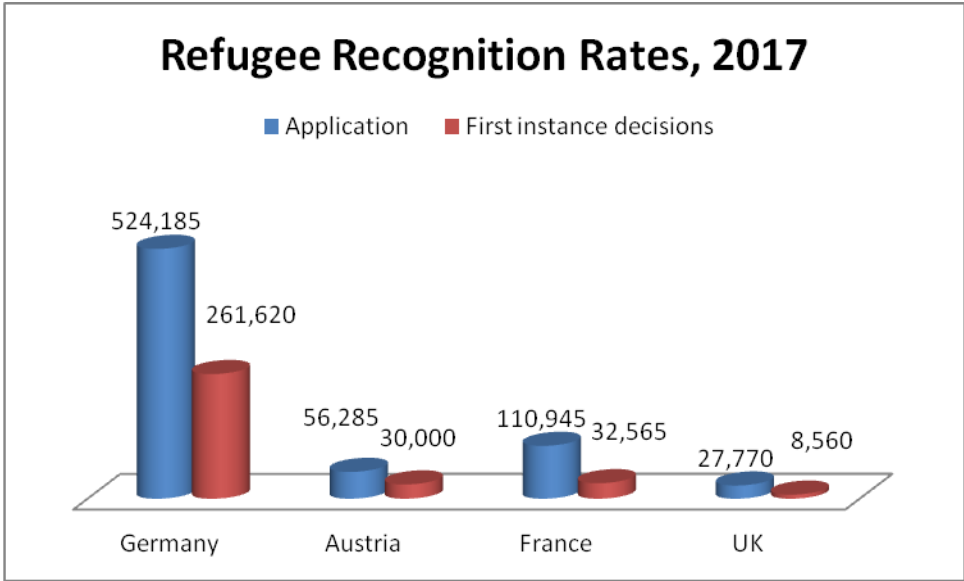 Refugee Recognition Rates, 2017
Application First instance decisions
524,185
261,620
56,285
30,000
110,945
32,565
27,770
8,560
Germany Austria France UK